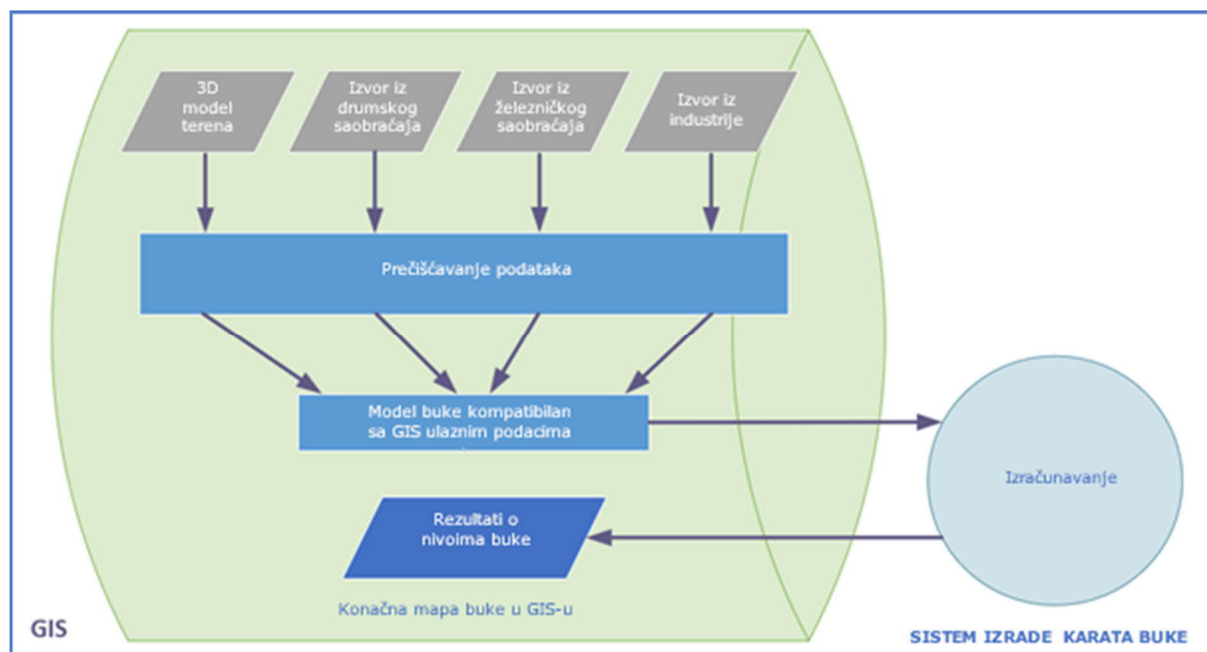 3D
model
terena
Izvor iz
drumskog
saobraćaja
Izvor iz
železničkog
saobraćaja
Izvor iz
industrije
Prečišćavanje podataka
Model buke kompatibilan
sa GIS ulaznim podacima
Izračunavanje
Rezultati o
nivoima buke
Konačna mapa buke u GIS-u
GIS
SISTEM IZRADE KARATA BUKE